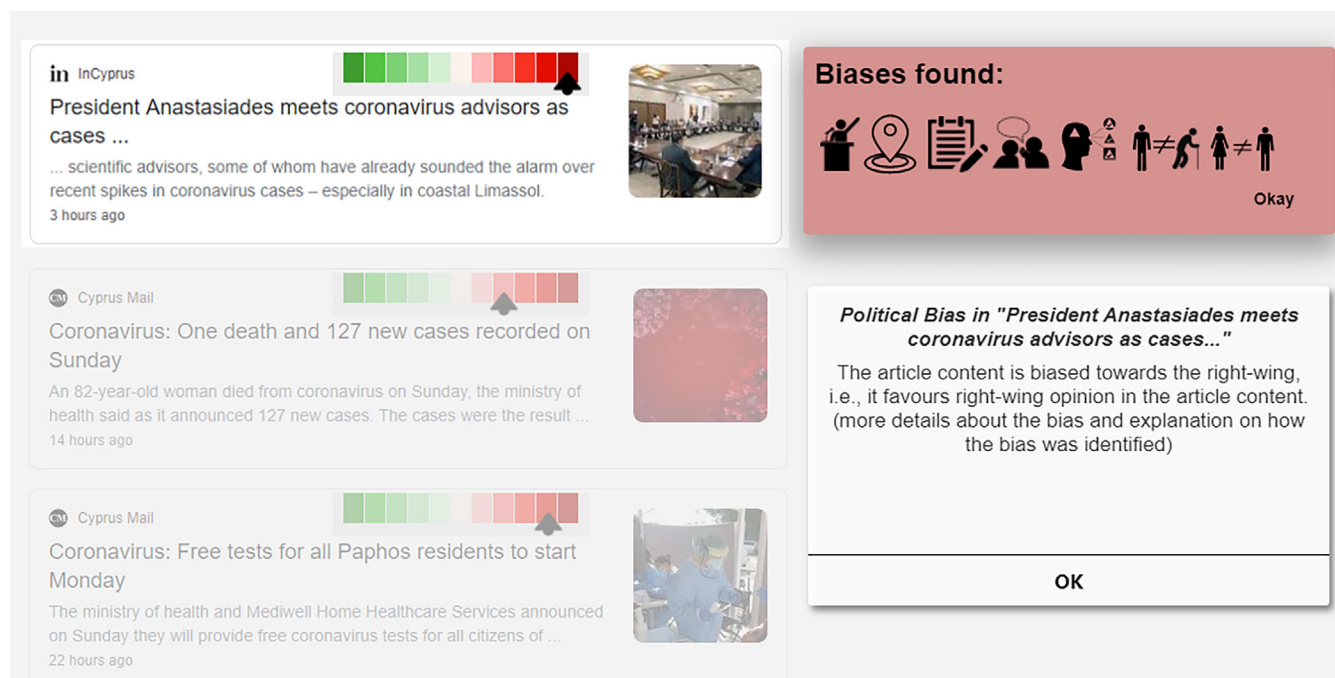 in InCyprus
President Anastasiades meets coronavirus advisors as
cases ...
... scientific advisors, some of whom have already sounded the alarm over
recent spikes in coronavirus cases – especially in coastal Limassol.
3 hours ago
CM Cyprus Mail
Coronavirus: One death and 127 new cases recorded on
Sunday
An 82-year-old woman died from coronavirus on Sunday, the ministry of
health said as it announced 127 new cases. The cases were the result ...
14 hours ago
CM Cyprus Mail
Coronavirus: Free tests for all Paphos residents to start
Monday
The ministry of health and Mediwell Home Healthcare Services announced
on Sunday they will provide free coronavirus tests for all citizens of ...
22 hours ago
Biases found:
Okay
Political Bias in "President Anastasiades meets
coronavirus advisors as cases..."
The article content is biased towards the right-wing,
i.e., it favours right-wing opinion in the article content.
(more details about the bias and explanation on how
the bias was identified)
OK